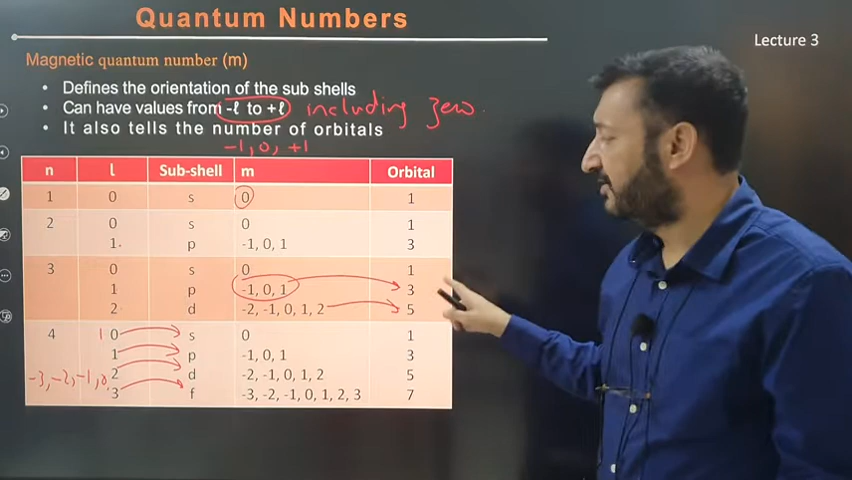 Quantum Numbers
Lecture 3
Magnetic quantum number (m)
• Defines the orientation of the sub shells
• Can have values from -ℓ to +ℓ including zero.
• It also tells the number of orbitals
-1, 0, +1
n l Sub-shell m Orbital
1 0 s 0 1
2 0 s 0 1
1. p -1, 0, 1 3
3 0 s 0 1
1 p -1, 0, 1 3
2 d -2, -1, 0, 1, 2 5
4 1 0 s 0 1
1 p -1, 0, 1 3
-3, -2, -1, 0, 2 d -2, -1, 0, 1, 2 5
3 f -3, -2, -1, 0, 1, 2, 3 7